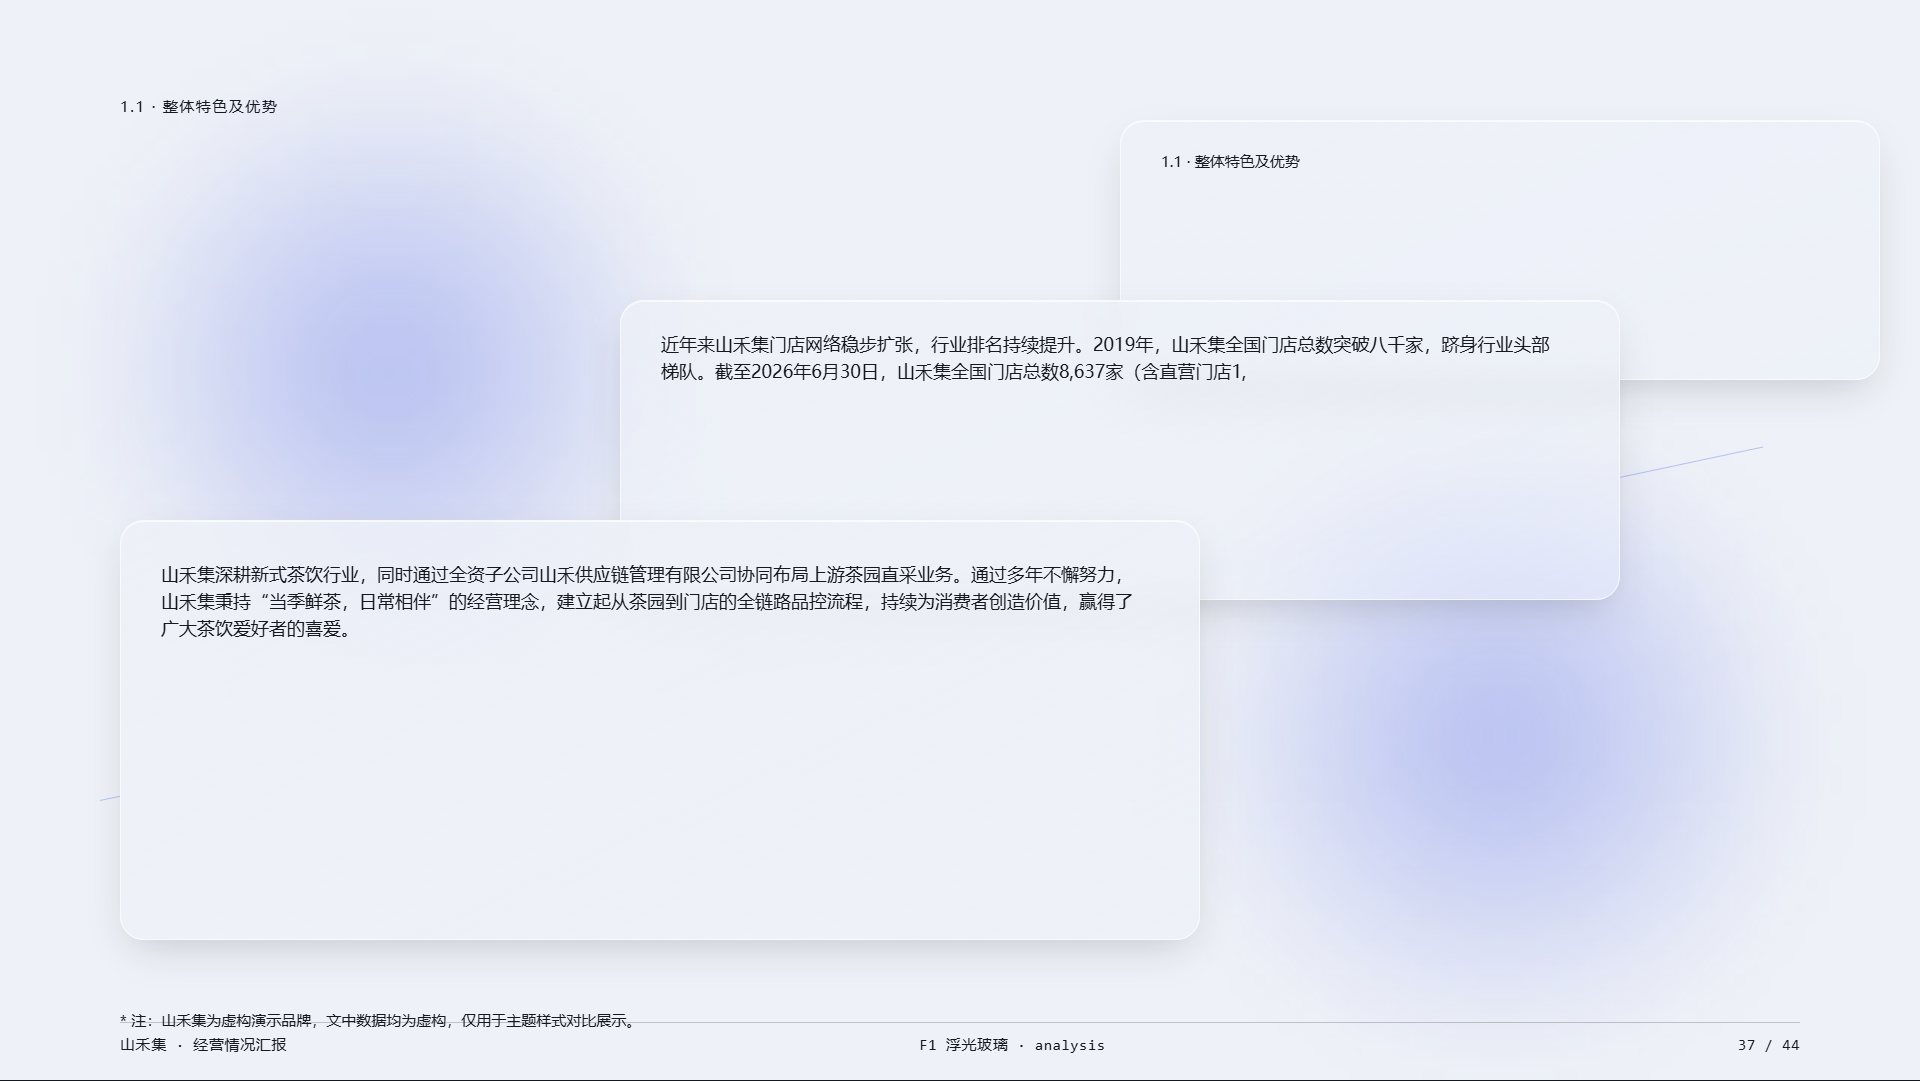 1.1 · 整体特色及优势
1.1 · 整体特色及优势
近年来山禾集门店网络稳步扩张，行业排名持续提升。2019年，山禾集全国门店总数突破八千家，跻身行业头部
梯队。截至2026年6月30日，山禾集全国门店总数8,637家（含直营门店1,
山禾集深耕新式茶饮行业，同时通过全资子公司山禾供应链管理有限公司协同布局上游茶园直采业务。通过多年不懈努力，
山禾集秉持“当季鲜茶，日常相伴”的经营理念，建立起从茶园到门店的全链路品控流程，持续为消费者创造价值，赢得了
广大茶饮爱好者的喜爱。
* 注：山禾集为虚构演示品牌，文中数据均为虚构，仅用于主题样式对比展示。
山禾集 · 经营情况汇报
F1 浮光玻璃 · analysis
37 / 44